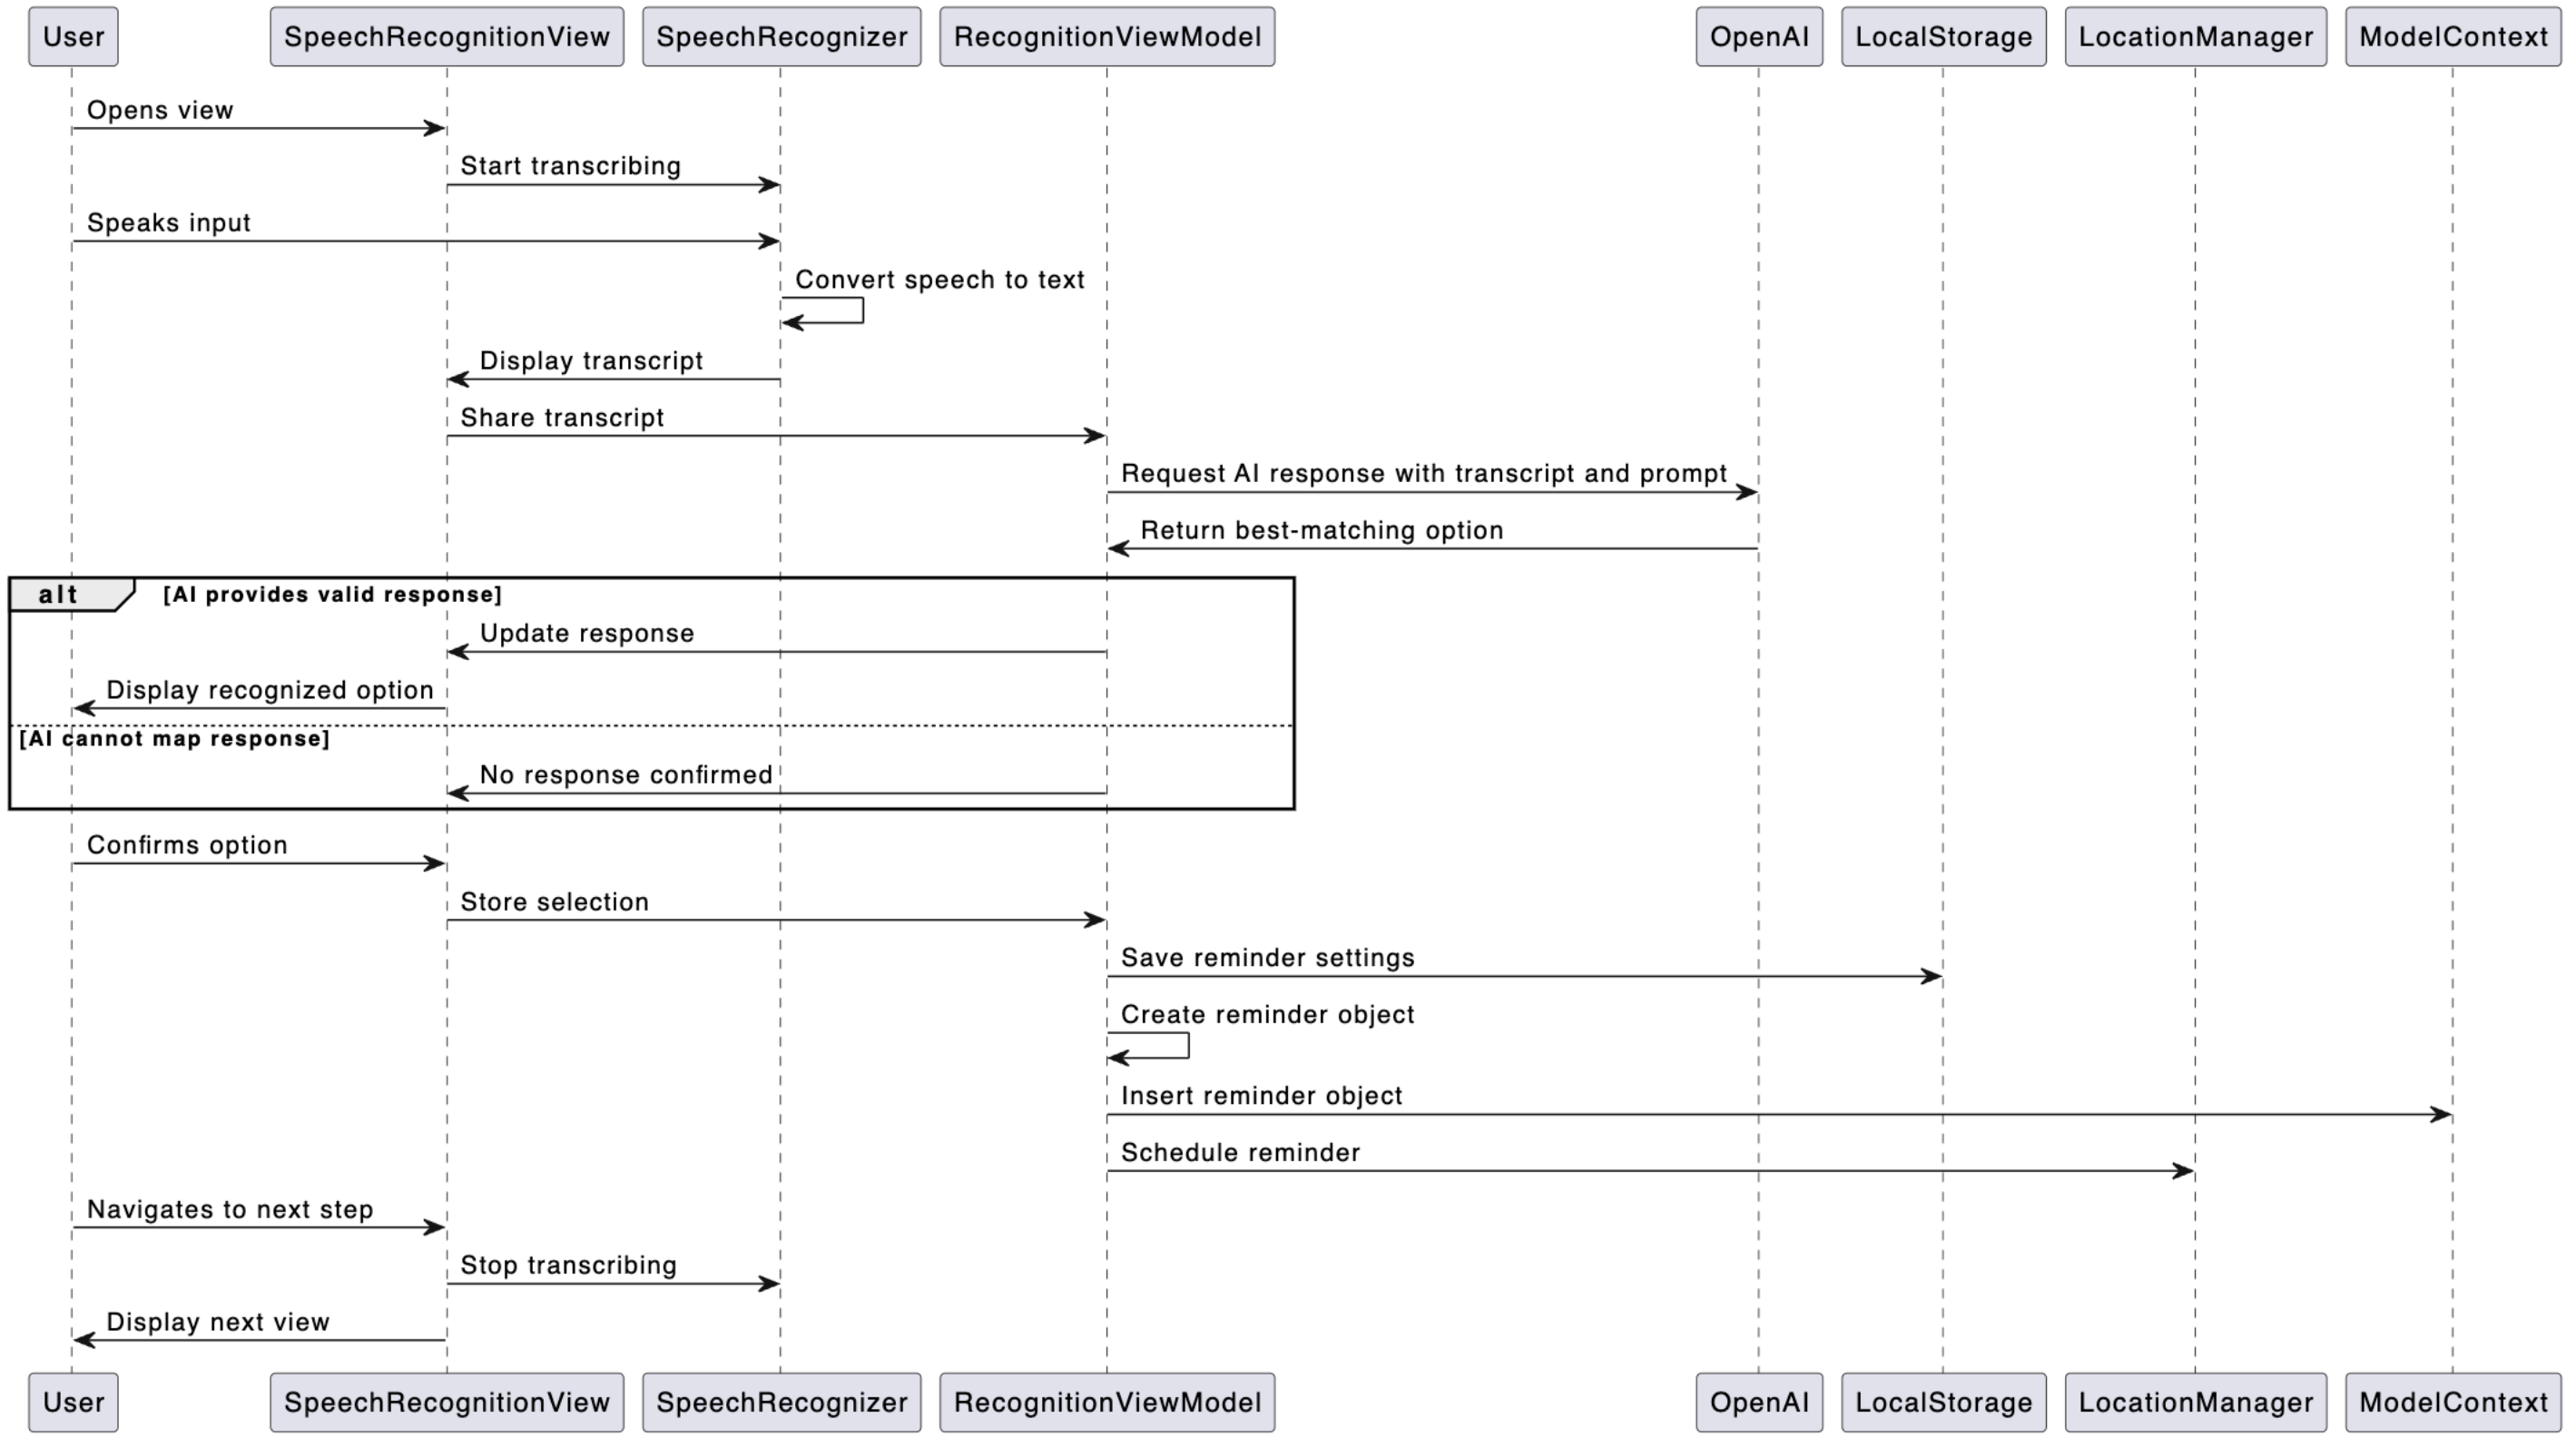 User
SpeechRecognitionView
SpeechRecognizer
RecognitionViewModel
OpenAI
LocalStorage
LocationManager
ModelContext
Opens view
Start transcribing
Speaks input
Convert speech to text
Display transcript
Share transcript
Request AI response with transcript and prompt
Return best-matching option
alt
[AI provides valid response]
Update response
Display recognized option
[AI cannot map response]
No response confirmed
Confirms option
Store selection
Save reminder settings
Create reminder object
Insert reminder object
Schedule reminder
Navigates to next step
Stop transcribing
Display next view
User
SpeechRecognitionView
SpeechRecognizer
RecognitionViewModel
OpenAI
LocalStorage
LocationManager
ModelContext